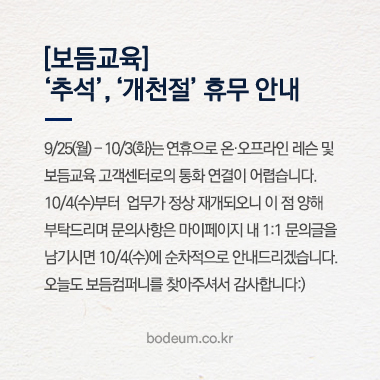 [보듬교육]
‘추석’, ‘개천절’ 휴무 안내
9/25(월) – 10/3(화)는 연휴으로 온·오프라인 레슨 및
보듬교육 고객센터로의 통화 연결이 어렵습니다.
10/4(수)부터 업무가 정상 재개되오니 이 점 양해
부탁드리며 문의사항은 마이페이지 내 1:1 문의글을
남기시면 10/4(수)에 순차적으로 안내드리겠습니다.
오늘도 보듬컴퍼니를 찾아주셔서 감사합니다:)
bodeum.co.kr